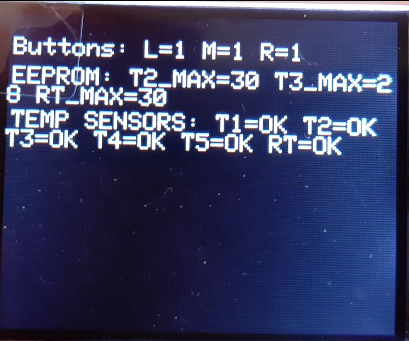 Buttons: L=1 M=1 R=1
EEPROM: T2_MAX=30 T3_MAX=2
8 RT_MAX=30
TEMP SENSORS: T1=OK T2=OK
T3=OK T4=OK T5=OK RT=OK